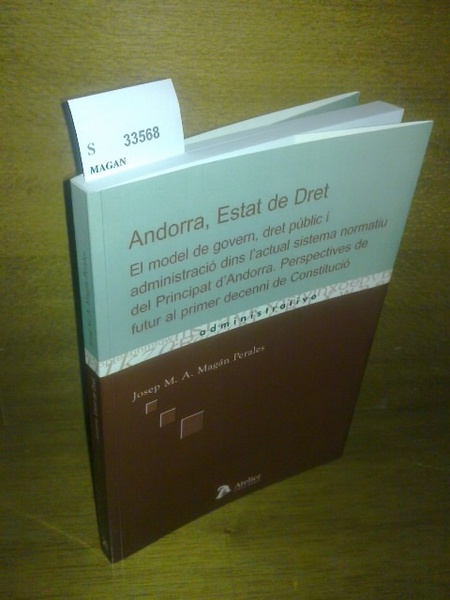 S 33568
MAGAN
Andorra, Estat de Dret
El model de govern, dret públic i
administració dins l'actual sistema normatiu
del Principat d'Andorra. Perspectives de
futur al primer decenni de Constitució
administrativo
Josep M. A. Magán Perales
Atelier